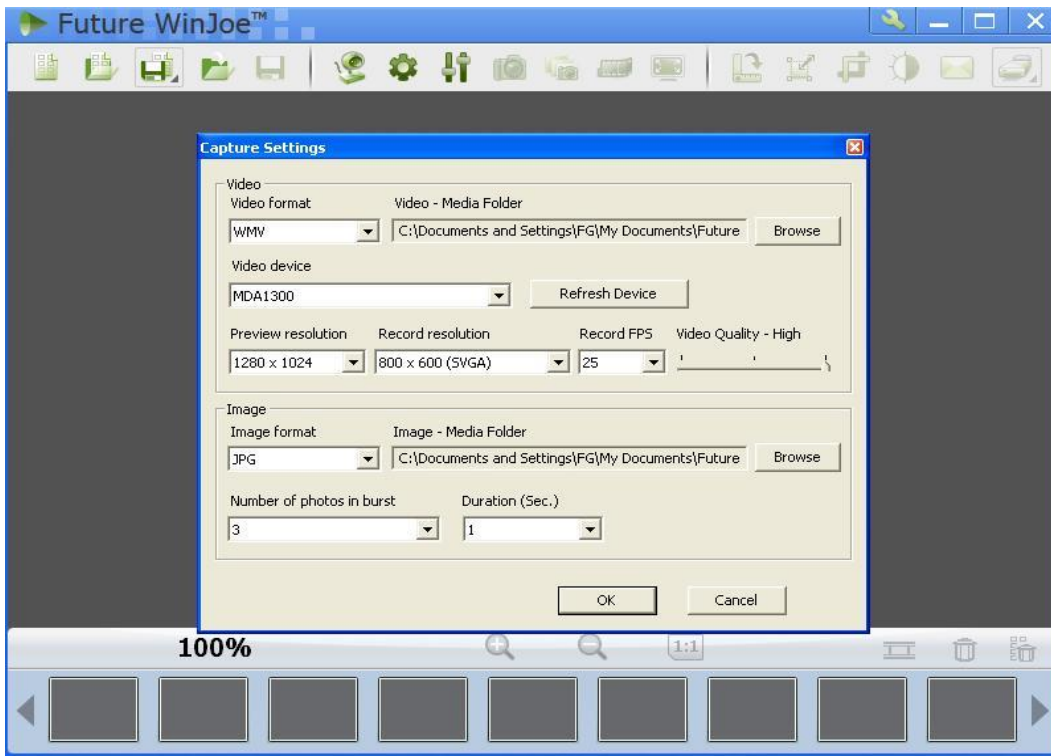 Future WinJoe™
Capture Settings
Video
Video format Video - Media Folder
WMV C:\Documents and Settings\FG\My Documents\Future Browse
Video device
MDA1300 Refresh Device
Preview resolution Record resolution Record FPS Video Quality - High
1280 x 1024 800 x 600 (SVGA) 25
Image
Image format Image - Media Folder
JPG C:\Documents and Settings\FG\My Documents\Future Browse
Number of photos in burst Duration (Sec.)
3 1
OK Cancel
100% 1:1